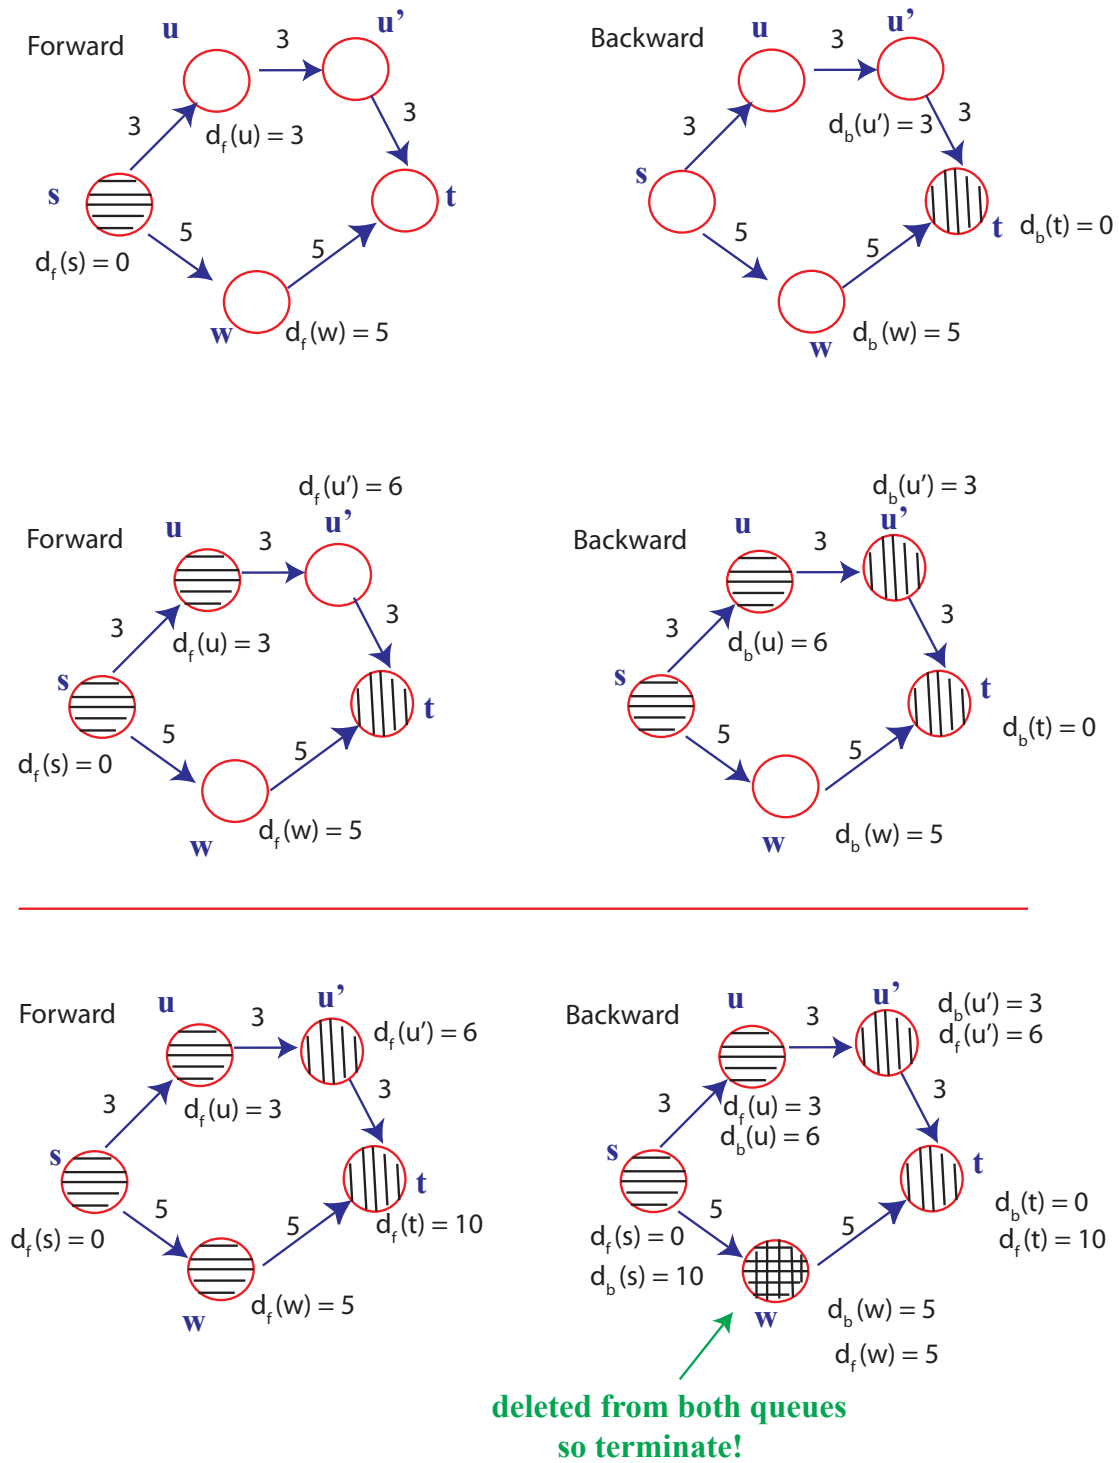 Forward
u
u'
3
3
3
d_f(u) = 3
s
t
5
5
d_f(s) = 0
w
d_f(w) = 5
Backward
u
u'
3
3
3
d_b(u') = 3
s
t
d_b(t) = 0
5
5
w
d_b(w) = 5
d_f(u') = 6
Forward
u
u'
3
3
3
d_f(u) = 3
s
t
5
5
d_f(s) = 0
w
d_f(w) = 5
d_b(u') = 3
Backward
u
u'
3
3
3
d_b(u) = 6
s
t
d_b(t) = 0
5
5
w
d_b(w) = 5
Forward
u
u'
3
d_f(u') = 6
3
3
d_f(u) = 3
s
t
5
5
d_f(t) = 10
d_f(s) = 0
w
d_f(w) = 5
Backward
u
u'
d_b(u') = 3
d_f(u') = 6
3
3
3
d_f(u) = 3
d_b(u) = 6
s
t
d_b(t) = 0
d_f(t) = 10
5
5
d_f(s) = 0
d_b(s) = 10
w
d_b(w) = 5
d_f(w) = 5
deleted from both queues
so terminate!